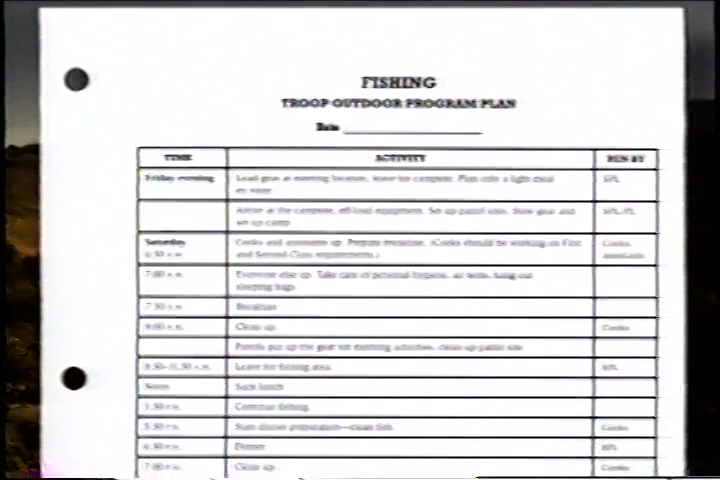 FISHING
TROOP OUTDOOR PROGRAM PLAN
Date
TIME ACTIVITY RUN BY
Friday evening Load gear at meeting location, leave for campsite. Plan only a light meal SPL
en route
Arrive at the campsite, off-load equipment. Set up patrol sites. Stow gear and SPL/PL
set up camp
Saturday Cooks and assistants up. Prepare breakfast. (Cooks should be working on First Cooks,
6:30 A.M. and Second Class requirements.) assistants
7:00 A.M. Everyone else up. Take care of personal hygiene, air tents, hang out
sleeping bags.
7:30 A.M. Breakfast
8:00 A.M. Clean up. Cooks
Patrols put up the gear for morning activities, clean up patrol site
8:30–11:30 A.M. Leave for fishing area. SPL
Noon Sack lunch
1:30 P.M. Continue fishing.
5:30 P.M. Start dinner preparation—clean fish. Cooks
6:30 P.M. Dinner SPL
7:00 P.M. Clean up. Cooks